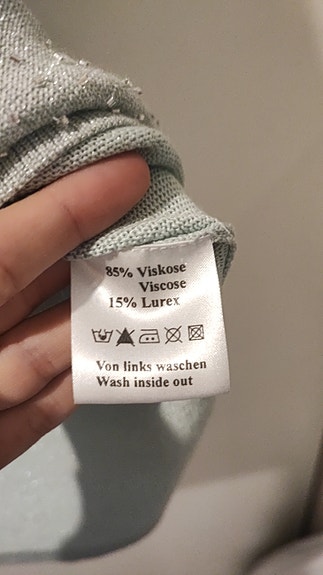 85% Viskose
Viscose
15% Lurex
Von links waschen
Wash inside out